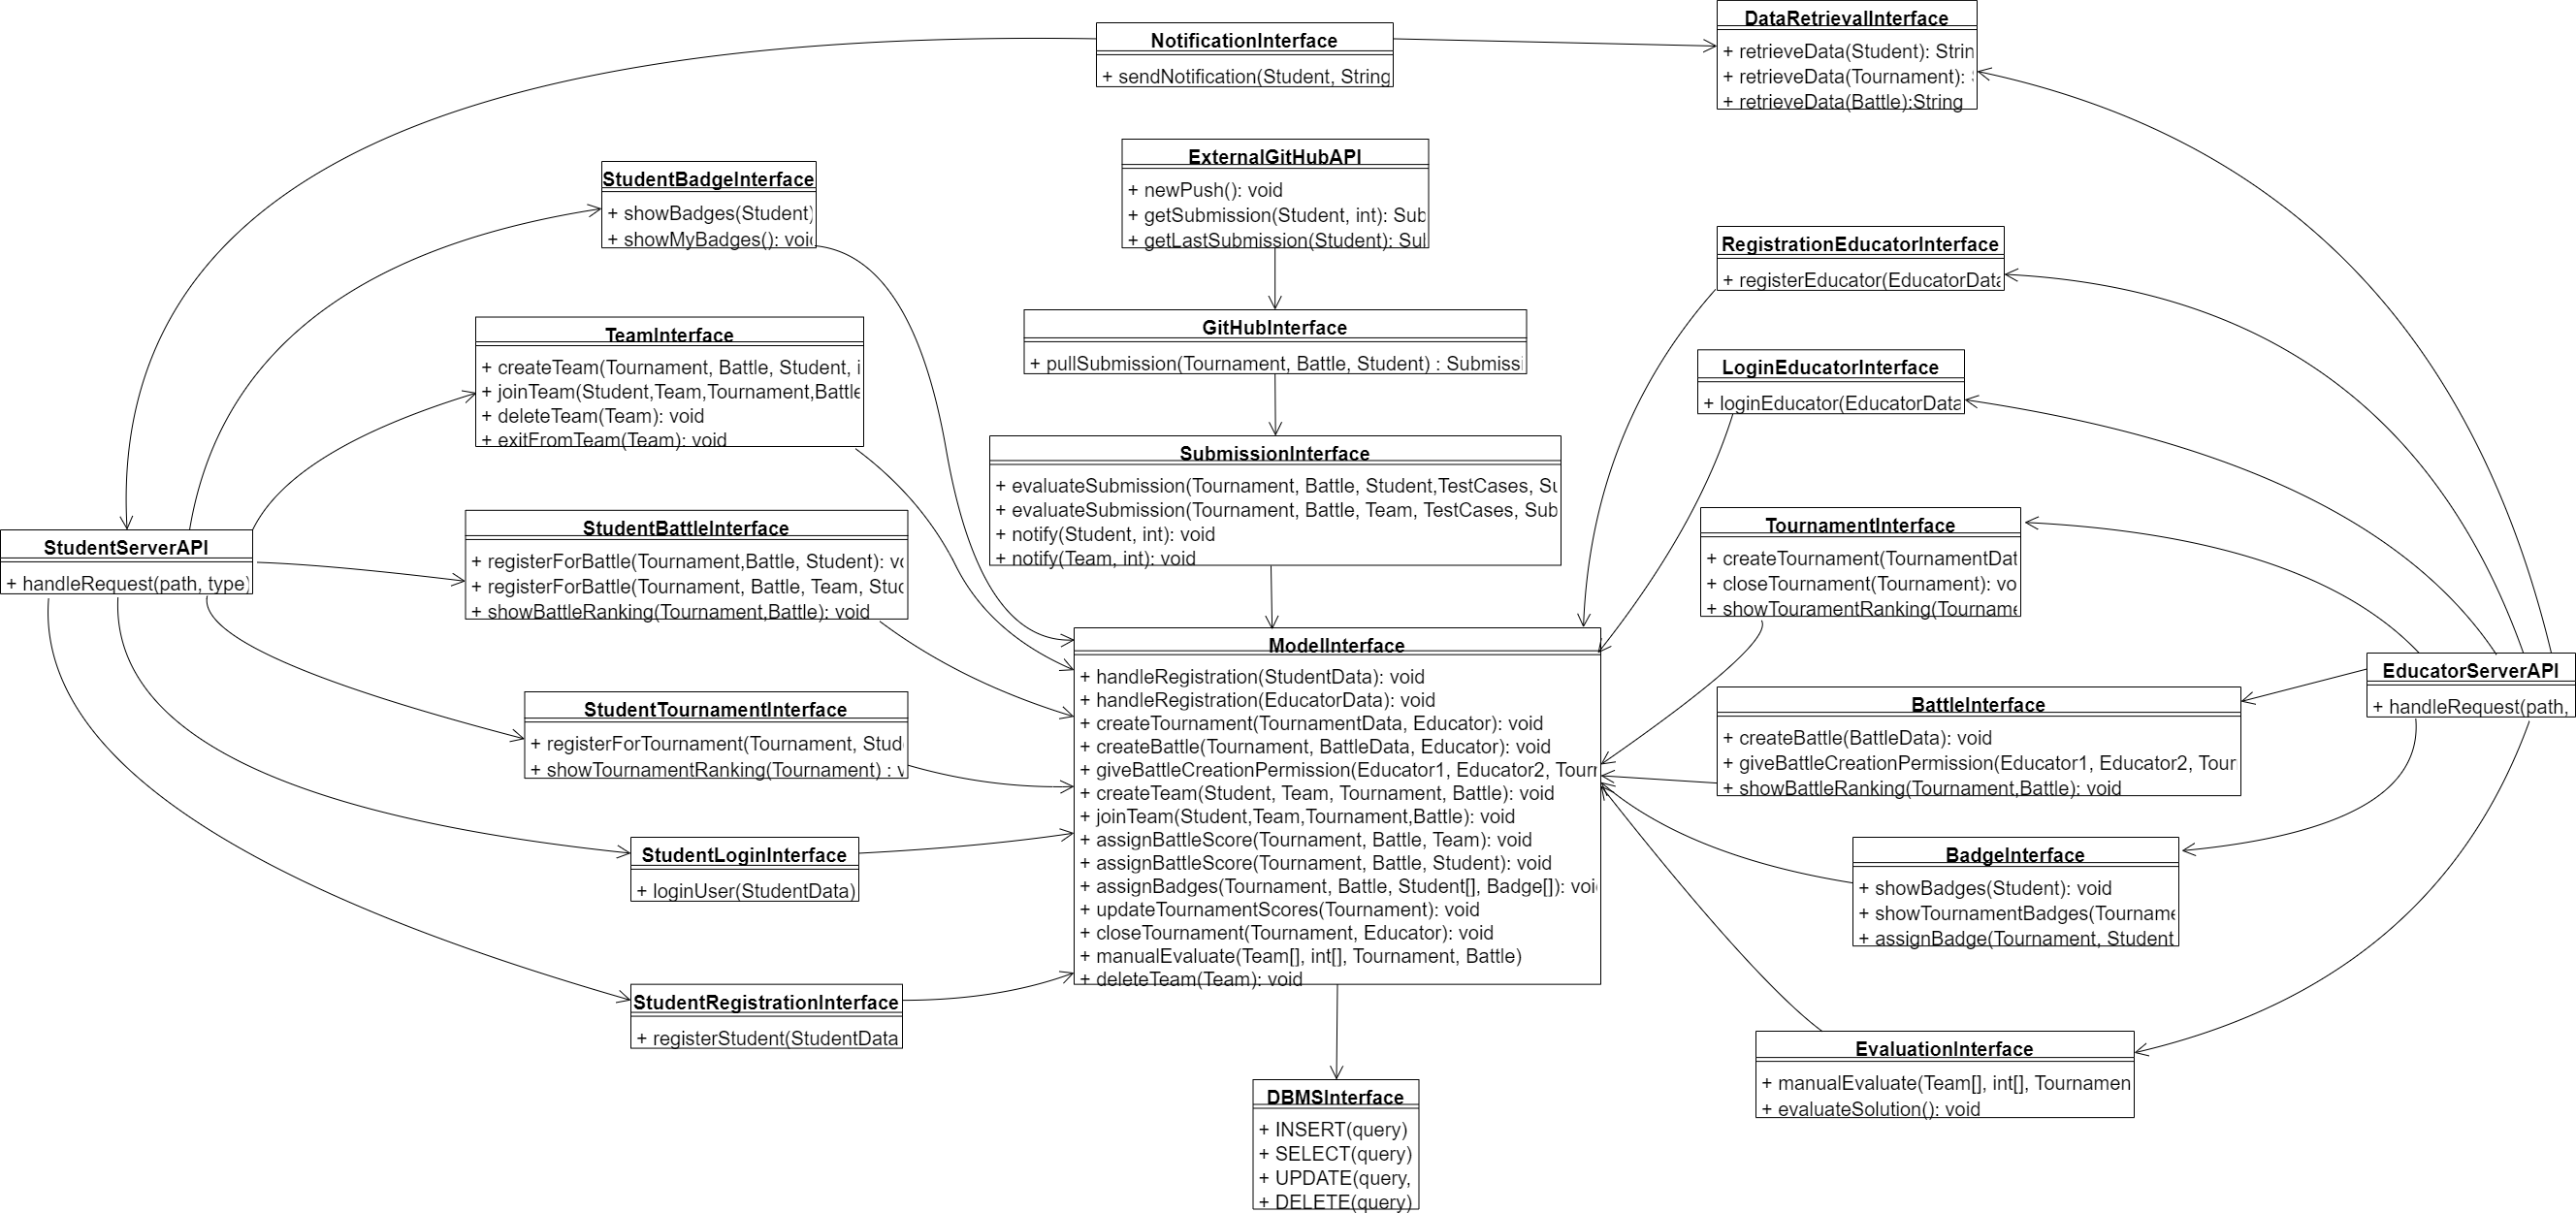 NotificationInterface
+ sendNotification(Student, String
DataRetrievalInterface
+ retrieveData(Student): Strin
+ retrieveData(Tournament):
+ retrieveData(Battle):String
ExternalGitHubAPI
+ newPush(): void
+ getSubmission(Student, int): Sub
+ getLastSubmission(Student): Sul
StudentBadgeInterface
+ showBadges(Student)
+ showMyBadges(): void
RegistrationEducatorInterface
+ registerEducator(EducatorData
TeamInterface
+ createTeam(Tournament, Battle, Student, i
+ joinTeam(Student,Team,Tournament,Battle
+ deleteTeam(Team): void
+ exitFromTeam(Team): void
GitHubInterface
+ pullSubmission(Tournament, Battle, Student) : Submissi
LoginEducatorInterface
+ loginEducator(EducatorData
SubmissionInterface
+ evaluateSubmission(Tournament, Battle, Student,TestCases, Su
+ evaluateSubmission(Tournament, Battle, Team, TestCases, Sub
+ notify(Student, int): void
+ notify(Team, int): void
StudentServerAPI
+ handleRequest(path, type)
StudentBattleInterface
+ registerForBattle(Tournament,Battle, Student): vo
+ registerForBattle(Tournament, Battle, Team, Stud
+ showBattleRanking(Tournament,Battle): void
TournamentInterface
+ createTournament(TournamentDat
+ closeTournament(Tournament): vo
+ showTouramentRanking(Tourname
ModelInterface
+ handleRegistration(StudentData): void
+ handleRegistration(EducatorData): void
+ createTournament(TournamentData, Educator): void
+ createBattle(Tournament, BattleData, Educator): void
+ giveBattleCreationPermission(Educator1, Educator2, Tourr
+ createTeam(Student, Team, Tournament, Battle): void
+ joinTeam(Student,Team,Tournament,Battle): void
+ assignBattleScore(Tournament, Battle, Team): void
+ assignBattleScore(Tournament, Battle, Student): void
+ assignBadges(Tournament, Battle, Student[], Badge[]): voi
+ updateTournamentScores(Tournament): void
+ closeTournament(Tournament, Educator): void
+ manualEvaluate(Team[], int[], Tournament, Battle)
+ deleteTeam(Team): void
EducatorServerAPI
+ handleRequest(path,
StudentTournamentInterface
+ registerForTournament(Tournament, Stud
+ showTournamentRanking(Tournament) : v
BattleInterface
+ createBattle(BattleData): void
+ giveBattleCreationPermission(Educator1, Educator2, Tour
+ showBattleRanking(Tournament,Battle): void
StudentLoginInterface
+ loginUser(StudentData)
BadgeInterface
+ showBadges(Student): void
+ showTournamentBadges(Tourname
+ assignBadge(Tournament, Student
StudentRegistrationInterface
+ registerStudent(StudentData
EvaluationInterface
+ manualEvaluate(Team[], int[], Tournamen
+ evaluateSolution(): void
DBMSInterface
+ INSERT(query)
+ SELECT(query)
+ UPDATE(query,
+ DELETE(query)